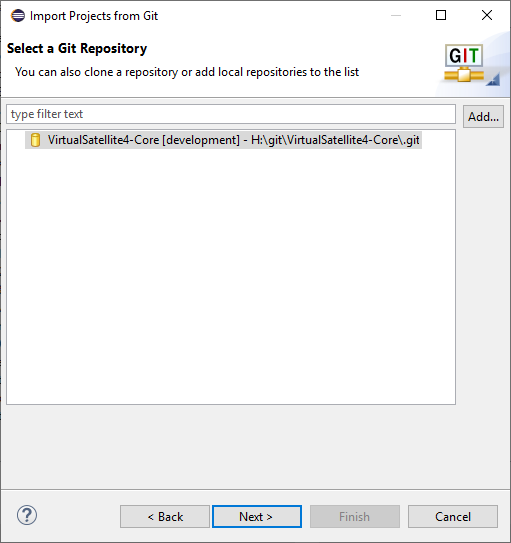 Import Projects from Git
Select a Git Repository
You can also clone a repository or add local repositories to the list
GIT
type filter text
Add...
VirtualSatellite4-Core [development] - H:\git\VirtualSatellite4-Core\.git
?
< Back
Next >
Finish
Cancel